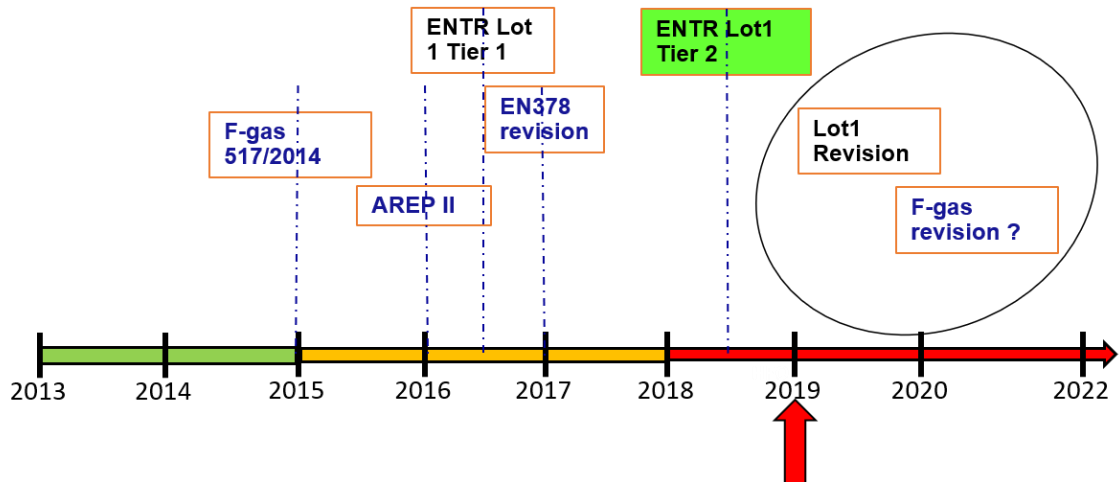 ENTR Lot
1 Tier 1
ENTR Lot1
Tier 2
F-gas
517/2014
EN378
revision
AREP II
Lot1
Revision
F-gas
revision ?
2013
2014
2015
2016
2017
2018
2019
2020
2022